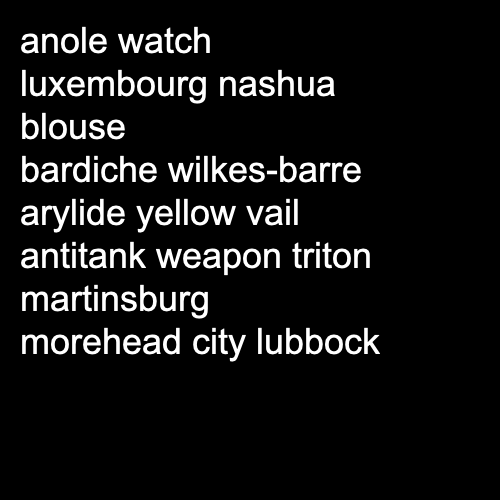 anole watch
luxembourg nashua
blouse
bardiche wilkes-barre
arylide yellow vail
antitank weapon triton
martinsburg
morehead city lubbock